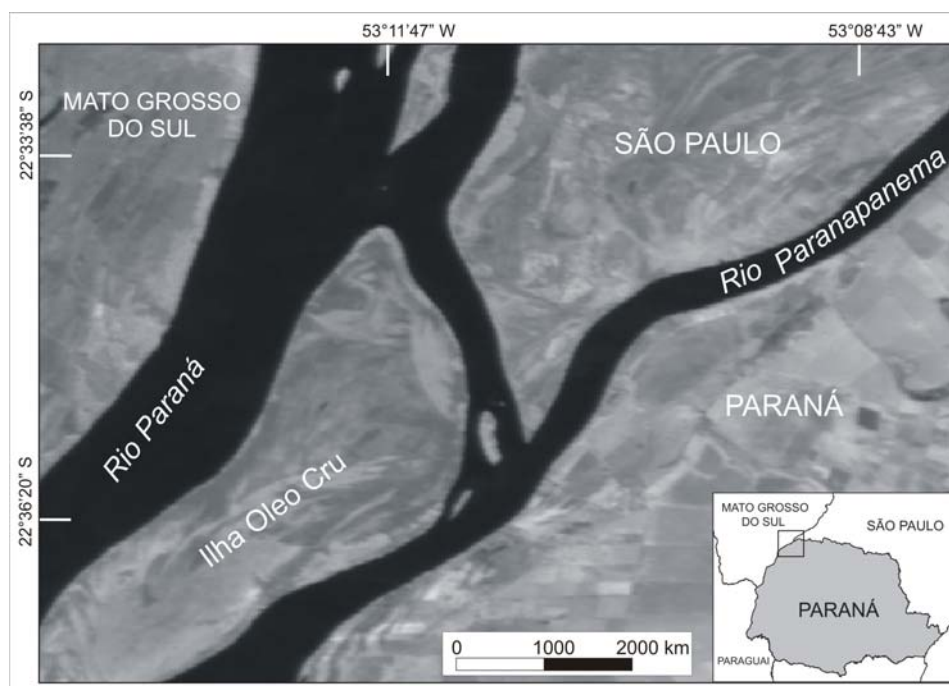 53°11'47” W
53°08'43” W
22°33'38” S
22°36'20” S
MATO GROSSO
DO SUL
SÃO PAULO
Rio Paranapanema
Rio Paraná
PARANÁ
Ilha Oleo Cru
0 1000 2000 km
MATO GROSSO
DO SUL
SÃO PAULO
PARANÁ
PARAGUAI